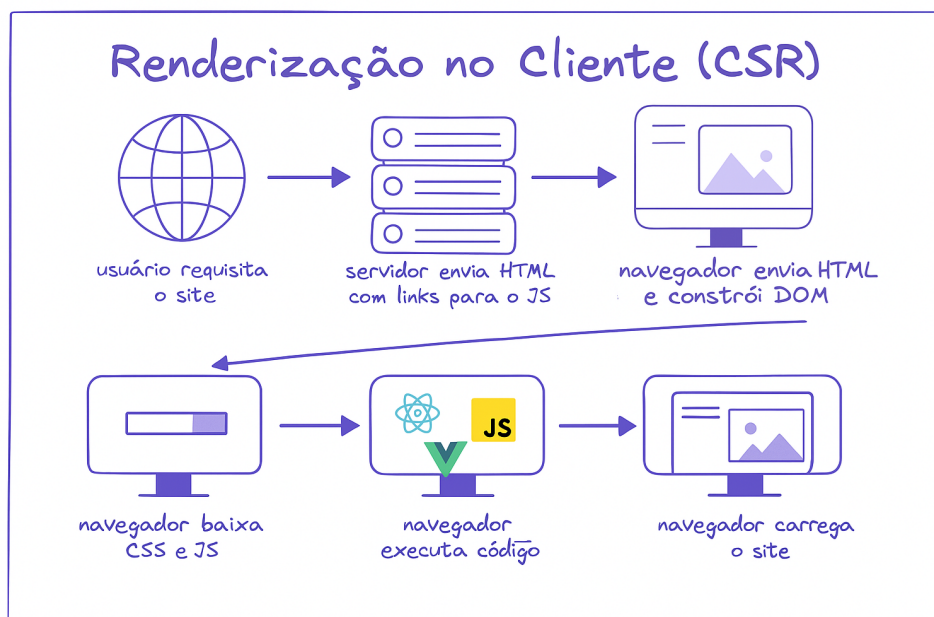 Renderização no Cliente (CSR)
usuário requisita
o site
servidor envia HTML
com links para o JS
navegador envia HTML
e constrói DOM
navegador baixa
CSS e JS
JS
navegador
executa código
navegador carrega
o site